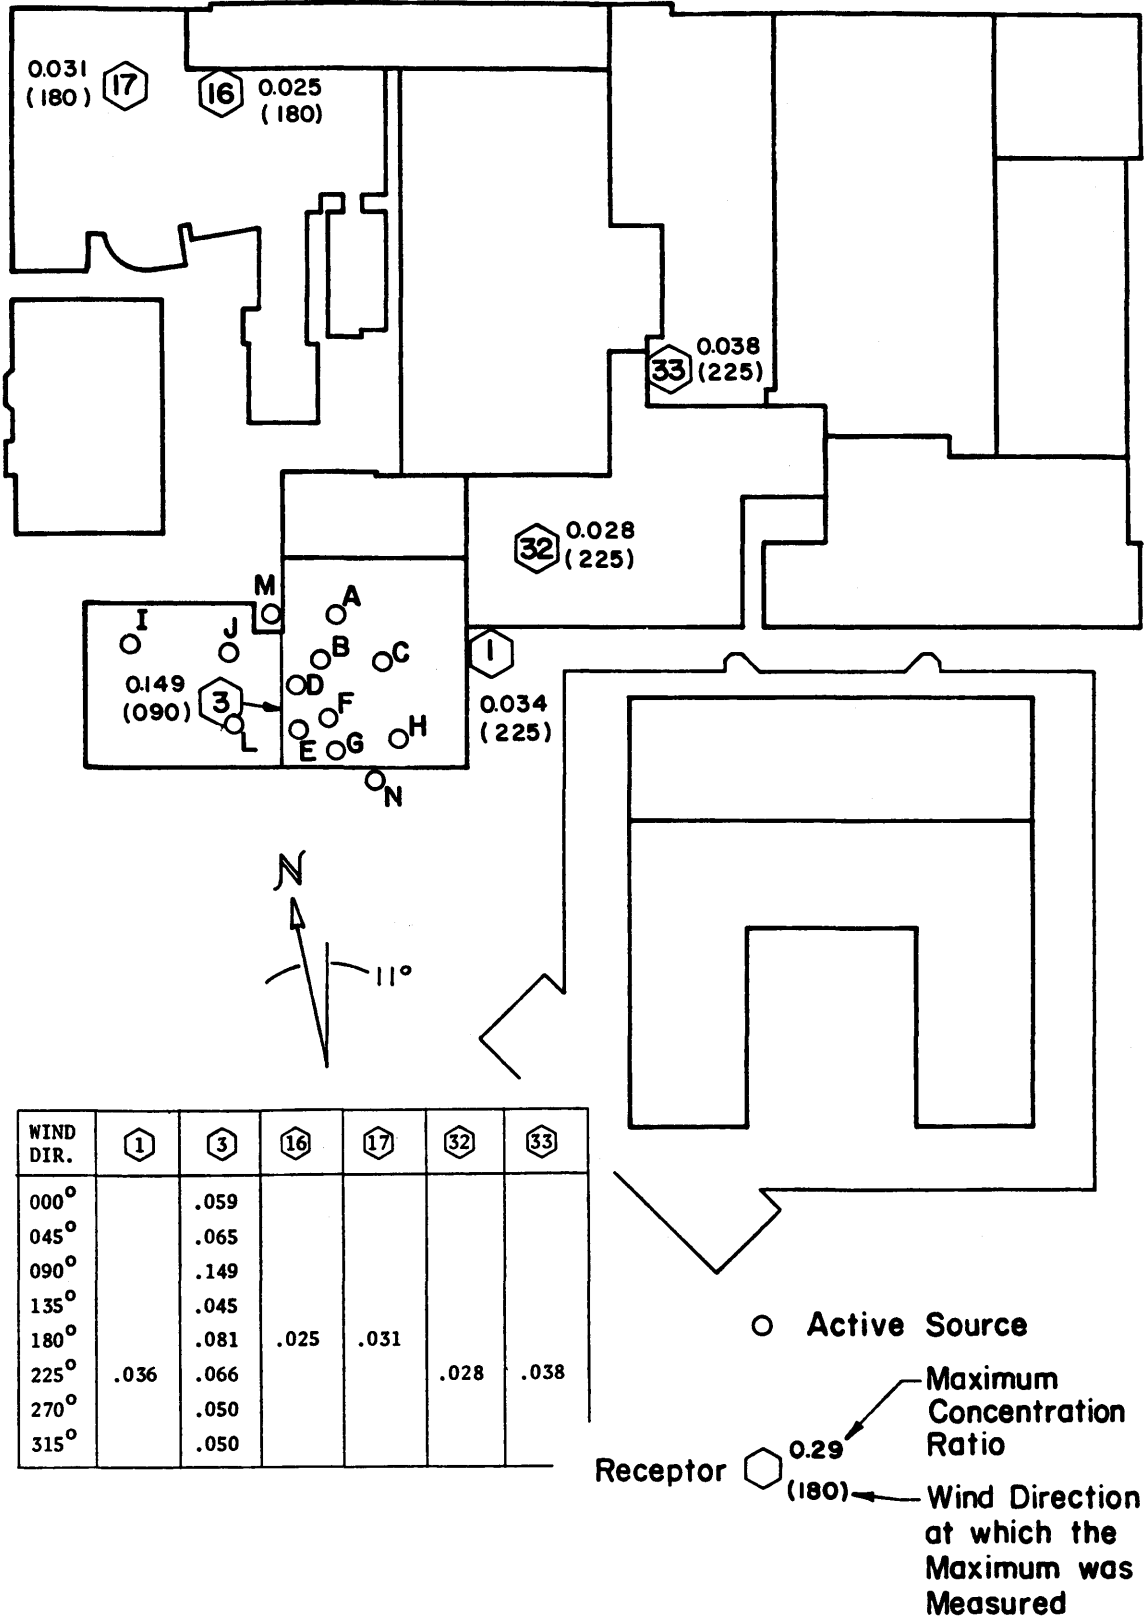 0.031
(180)
17
16
0.025
(180)
0.038
(225)
33
32
0.028
(225)
M
A
I
J
B
C
D
0.149
(090)
3
F
H
L
E
G
N
1
0.034
(225)
N
11°
WIND DIR. 1 3 16 17 32 33
000° .059
045° .065
090° .149
135° .045
180° .081 .025 .031
225° .036 .066 .028 .038
270° .050
315° .050
Active Source
Maximum
Concentration
Ratio
0.29
Receptor
(180)
Wind Direction
at which the
Maximum was
Measured